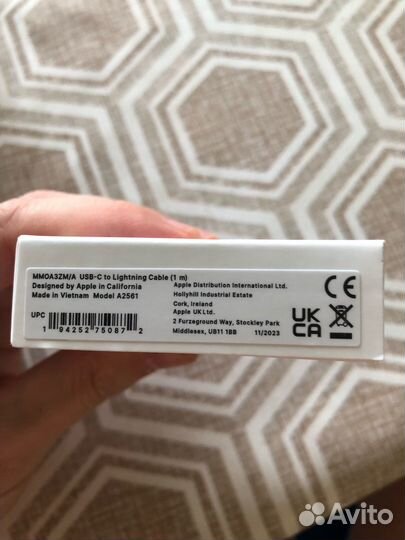 MM0A3ZM/A USB-C to Lightning Cable (1 m)
Designed by Apple in California
Made in Vietnam Model A2561
UPC
1 94252 75087 2
Apple Distribution International Ltd.
Hollyhill Industrial Estate
Cork, Ireland
Apple UK Ltd.
2 Furzeground Way, Stockley Park
Middlesex, UB11 1BB 11/2023
CE
UK
CA
Avito